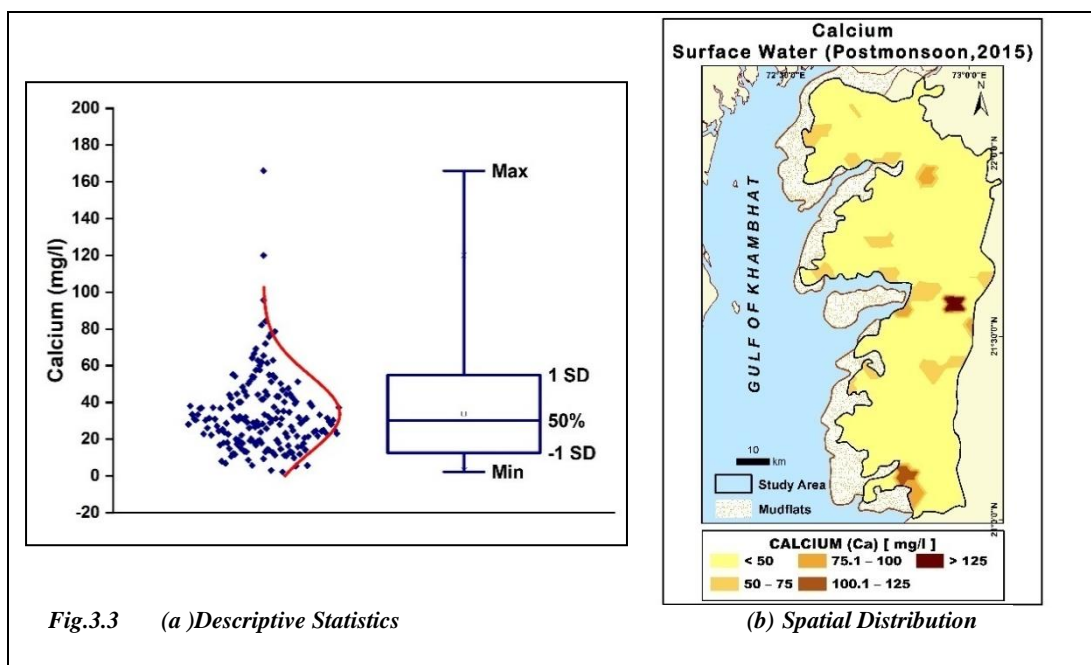 200
180
160
140
120
100
80
60
40
20
0
-20
Calcium (mg/l)
Max
1 SD
50%
-1 SD
Min
Calcium
Surface Water (Postmonsoon,2015)
72°30'0"E
73°0'0"E
N
22°0'0"N
21°30'0"N
21°0'0"N
GULF OF KHAMBHAT
10
km
Study Area
Mudflats
CALCIUM (Ca) [ mg/l ]
< 50 75.1 – 100 > 125
50 – 75 100.1 – 125
Fig.3.3 (a )Descriptive Statistics (b) Spatial Distribution